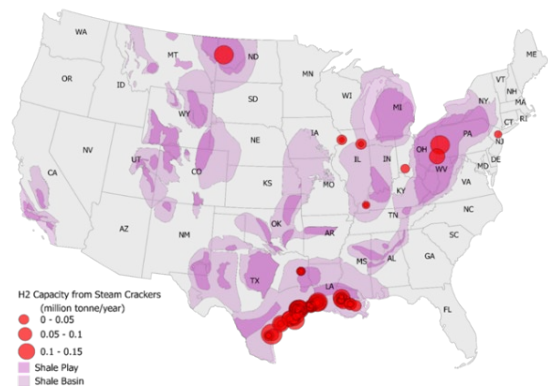 WA
ME
MT
ND
MN
VT
OR
NH
ID
WI
NY
MA
SD
MI
CT
RI
WY
IA
PA
NJ
NE
OH
NV
IL
IN
MD
DE
UT
CO
WV
CA
VA
KS
MO
KY
NC
TN
OK
AZ
NM
AR
SC
MS
AL
GA
TX
LA
FL
H2 Capacity from Steam Crackers
(million tonne/year)
0 - 0.05
0.05 - 0.1
0.1 - 0.15
Shale Play
Shale Basin